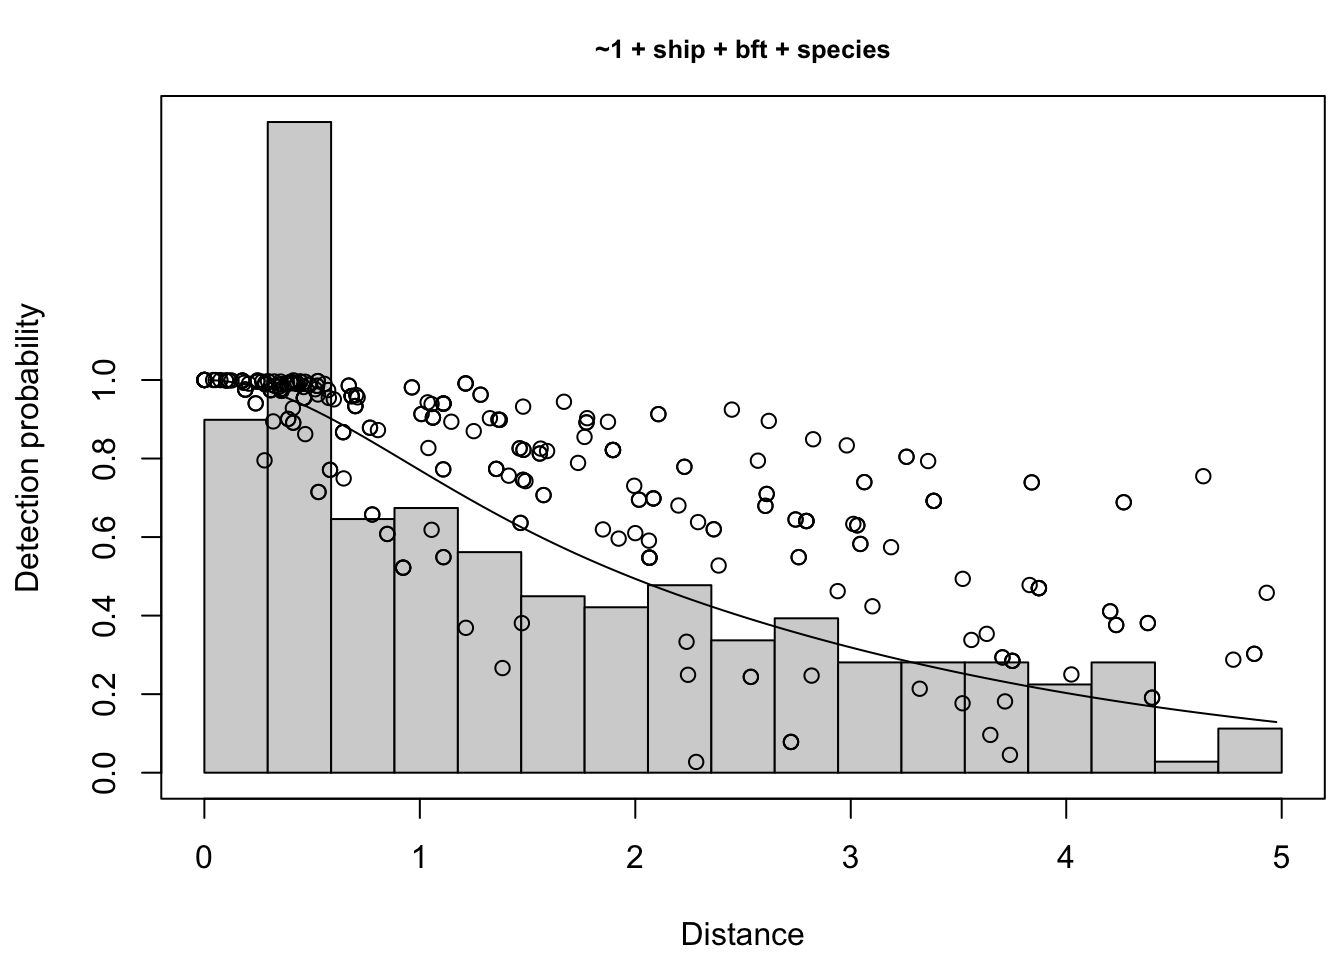 ~1 + ship + bft + species
Detection probability
1.0
0.8
0.6
0.4
0.2
0.0
0 1 2 3 4 5
Distance